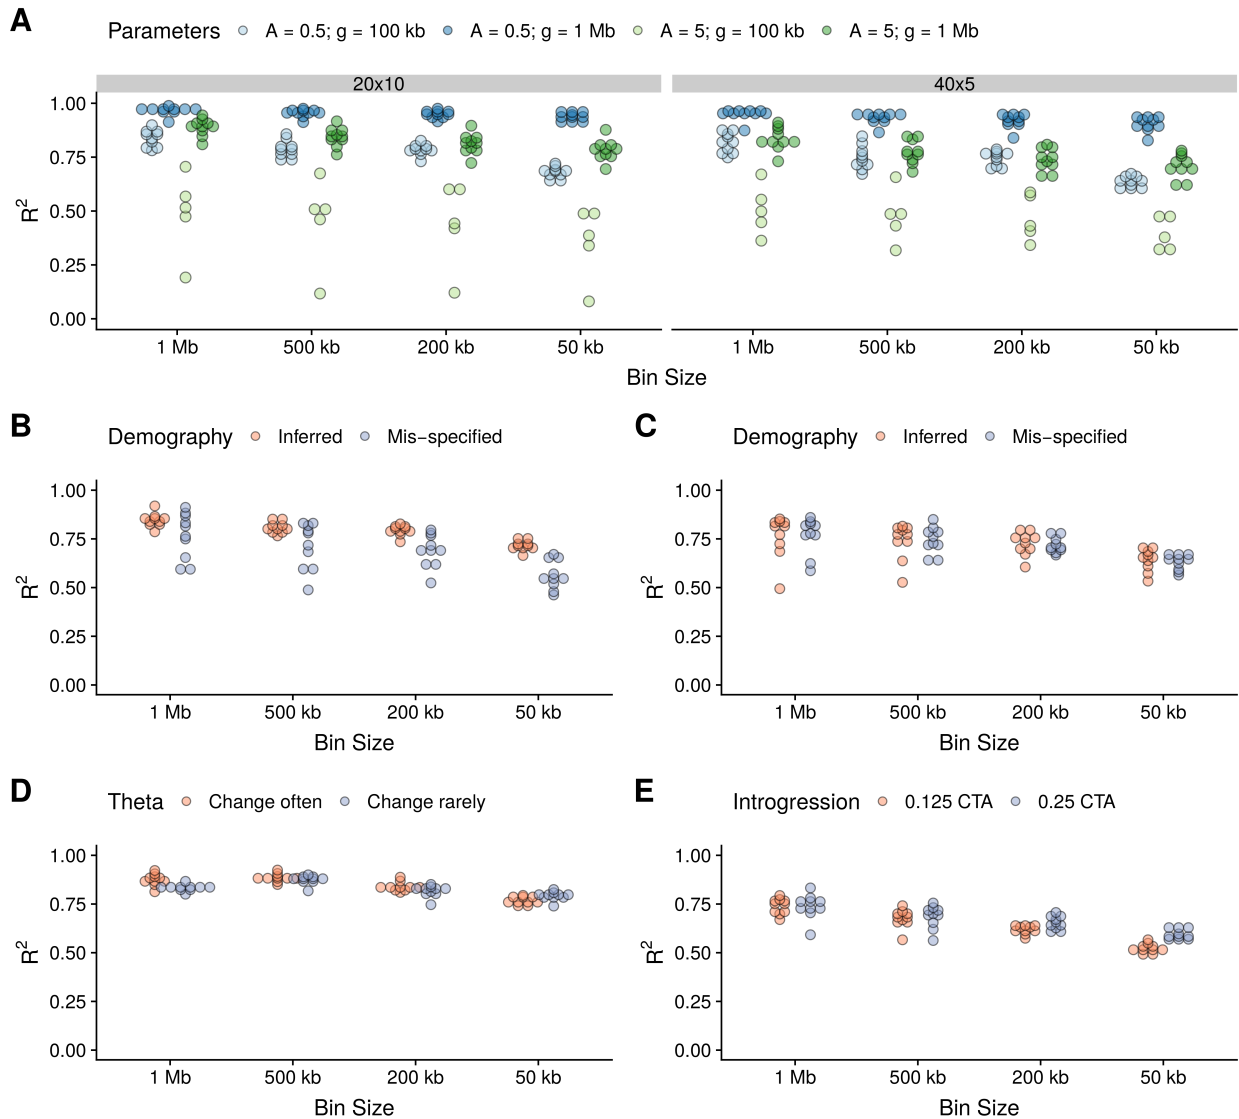 A
Parameters A = 0.5; g = 100 kb A = 0.5; g = 1 Mb A = 5; g = 100 kb A = 5; g = 1 Mb
20x10 40x5
R²
1.00
0.75
0.50
0.25
0.00
1 Mb 500 kb 200 kb 50 kb 1 Mb 500 kb 200 kb 50 kb
Bin Size
B
Demography Inferred Mis−specified
R²
1.00
0.75
0.50
0.25
0.00
1 Mb 500 kb 200 kb 50 kb
Bin Size
C
Demography Inferred Mis−specified
R²
1.00
0.75
0.50
0.25
0.00
1 Mb 500 kb 200 kb 50 kb
Bin Size
D
Theta Change often Change rarely
R²
1.00
0.75
0.50
0.25
0.00
1 Mb 500 kb 200 kb 50 kb
Bin Size
E
Introgression 0.125 CTA 0.25 CTA
R²
1.00
0.75
0.50
0.25
0.00
1 Mb 500 kb 200 kb 50 kb
Bin Size